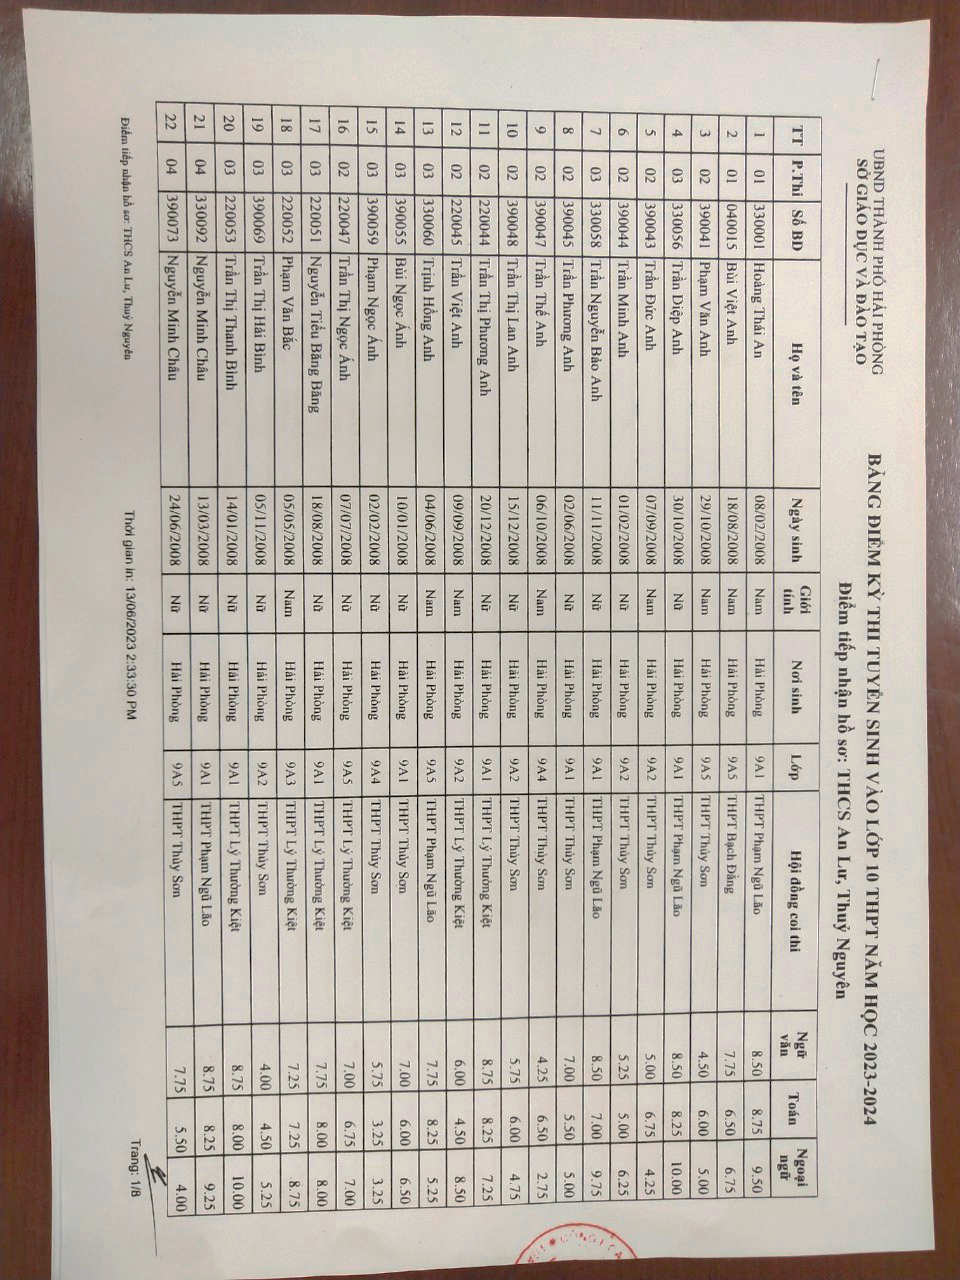 UBND THÀNH PHỐ HẢI PHÒNG
SỞ GIÁO DỤC VÀ ĐÀO TẠO
BẢNG ĐIỂM KỲ THI TUYỂN SINH VÀO LỚP 10 THPT NĂM HỌC 2023-2024
Điểm tiếp nhận hồ sơ: THCS An Lư, Thuỷ Nguyên
TT P.Thi Số BD Họ và tên Ngày sinh Giới tính Nơi sinh Lớp Hội đồng coi thi Ngữ văn Toán Ngoại ngữ
1 01 330001 Hoàng Thái An 08/02/2008 Nam Hải Phòng 9A1 THPT Phạm Ngũ Lão 8.50 8.75 9.50
2 01 040015 Bùi Việt Anh 18/08/2008 Nam Hải Phòng 9A5 THPT Bạch Đằng 7.75 6.50 6.75
3 02 390041 Phạm Văn Anh 29/10/2008 Nam Hải Phòng 9A5 THPT Thủy Sơn 4.50 6.00 5.00
4 03 330056 Trần Diệp Anh 30/10/2008 Nữ Hải Phòng 9A1 THPT Phạm Ngũ Lão 8.50 8.25 10.00
5 02 390043 Trần Đức Anh 07/09/2008 Nam Hải Phòng 9A2 THPT Thủy Sơn 5.00 6.75 4.25
6 02 390044 Trần Minh Anh 01/02/2008 Nữ Hải Phòng 9A2 THPT Thủy Sơn 5.25 5.00 6.25
7 03 330058 Trần Nguyễn Bảo Anh 11/11/2008 Nữ Hải Phòng 9A1 THPT Phạm Ngũ Lão 8.50 7.00 9.75
8 02 390045 Trần Phương Anh 02/06/2008 Nữ Hải Phòng 9A1 THPT Thủy Sơn 7.00 5.50 5.00
9 02 390047 Trần Thế Anh 06/10/2008 Nam Hải Phòng 9A4 THPT Thủy Sơn 4.25 6.50 2.75
10 02 390048 Trần Thị Lan Anh 15/12/2008 Nữ Hải Phòng 9A2 THPT Thủy Sơn 5.75 6.00 4.75
11 02 220044 Trần Thị Phương Anh 20/12/2008 Nữ Hải Phòng 9A1 THPT Lý Thường Kiệt 8.75 8.25 7.25
12 02 220045 Trần Việt Anh 09/09/2008 Nam Hải Phòng 9A2 THPT Lý Thường Kiệt 6.00 4.50 8.50
13 03 330060 Trịnh Hồng Anh 04/06/2008 Nam Hải Phòng 9A5 THPT Phạm Ngũ Lão 7.75 8.25 5.25
14 03 390055 Bùi Ngọc Ánh 10/01/2008 Nữ Hải Phòng 9A1 THPT Thủy Sơn 7.00 6.00 6.50
15 03 390059 Phạm Ngọc Ánh 02/02/2008 Nữ Hải Phòng 9A4 THPT Thủy Sơn 5.75 3.25 3.25
16 02 220047 Trần Thị Ngọc Ánh 07/07/2008 Nữ Hải Phòng 9A5 THPT Lý Thường Kiệt 7.00 6.75 7.00
17 03 220051 Nguyễn Tiểu Băng Băng 18/08/2008 Nữ Hải Phòng 9A1 THPT Lý Thường Kiệt 7.75 8.00 8.00
18 03 220052 Phạm Văn Bắc 05/05/2008 Nam Hải Phòng 9A3 THPT Lý Thường Kiệt 7.25 7.25 8.75
19 03 390069 Trần Thị Hải Bình 05/11/2008 Nữ Hải Phòng 9A2 THPT Thủy Sơn 4.00 4.50 5.25
20 03 220053 Trần Thị Thanh Bình 14/01/2008 Nữ Hải Phòng 9A1 THPT Lý Thường Kiệt 8.75 8.00 10.00
21 04 330092 Nguyễn Minh Châu 13/03/2008 Nữ Hải Phòng 9A1 THPT Phạm Ngũ Lão 8.75 8.25 9.25
22 04 390073 Nguyễn Minh Châu 24/06/2008 Nữ Hải Phòng 9A5 THPT Thủy Sơn 7.75 5.50 4.00
Điểm tiếp nhận hồ sơ: THCS An Lư, Thuỷ Nguyên Thời gian in: 13/06/2023 2:33:30 PM Trang: 1/8